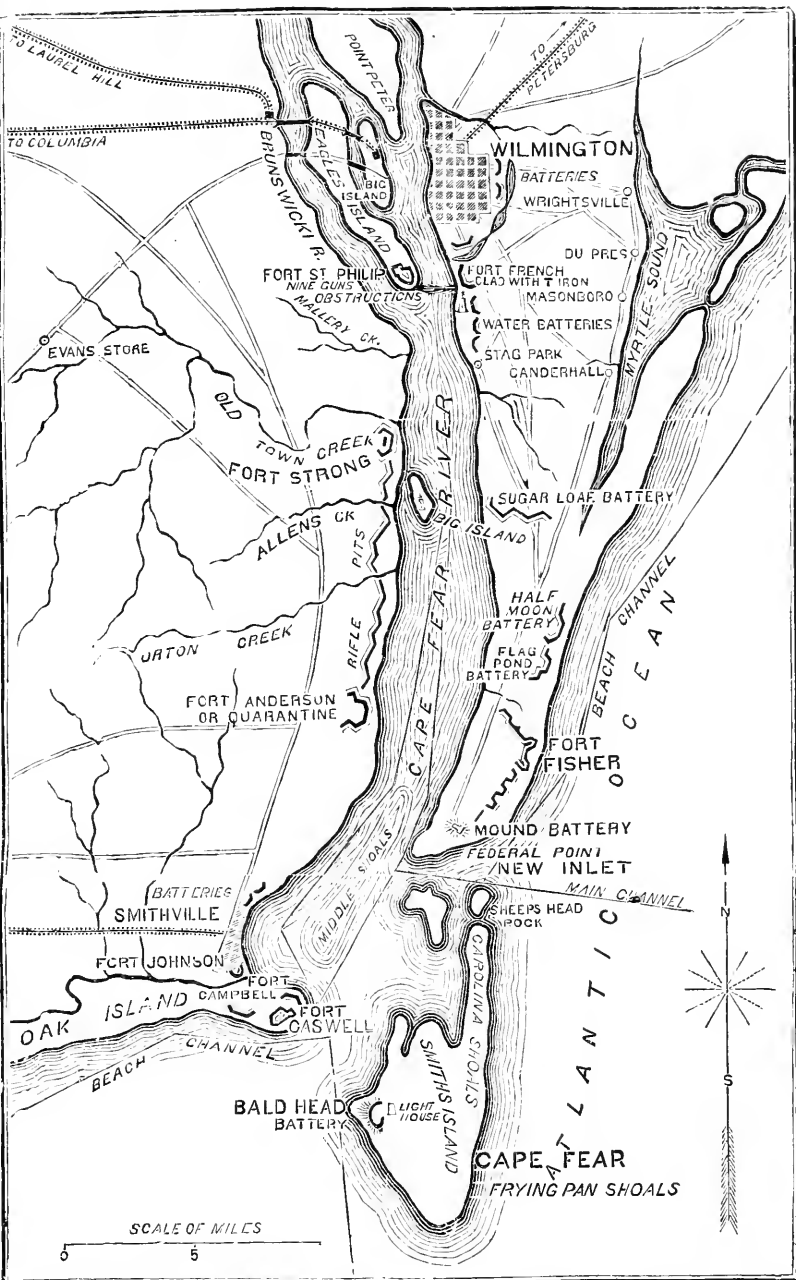 TO LAUREL HILL
TO COLUMBIA
POINT PETER
TO
PETERSBURG
BRUNSWICK R.
EAGLES ISLAND
BIG
ISLAND
WILMINGTON
BATTERIES
WRIGHTSVILLE
DU PRES
FORT ST PHILIP
NINE GUNS
OBSTRUCTIONS
FORT FRENCH
CLAD WITH T IRON
MASONBORO
MALLERY CK.
WATER BATTERIES
MYRTLE SOUND
EVANS STORE
STAG PARK
CANDERHALL
OLD
TOWN CREEK
FORT STRONG
CAPE FEAR RIVER
SUGAR LOAF BATTERY
BIG ISLAND
ALLENS CK
RIFLE PITS
ORTON CREEK
HALF
MOON
BATTERY
FLAG
POND
BATTERY
BEACH CHANNEL
FORT ANDERSON
OR QUARANTINE
FORT
FISHER
MOUND BATTERY
FEDERAL POINT
NEW INLET
MAIN CHANNEL
MIDDLE SHOALS
SHEEPS HEAD
ROCK
BATTERIES
SMITHVILLE
FORT JOHNSON
FORT
CAMPBELL
FORT
CASWELL
OAK ISLAND
BEACH CHANNEL
CAROLINA SHOALS
SMITHS ISLAND
BALD HEAD
BATTERY
LIGHT
HOUSE
CAPE FEAR
FRYING PAN SHOALS
ATLANTIC OCEAN
N
S
SCALE OF MILES
0 5